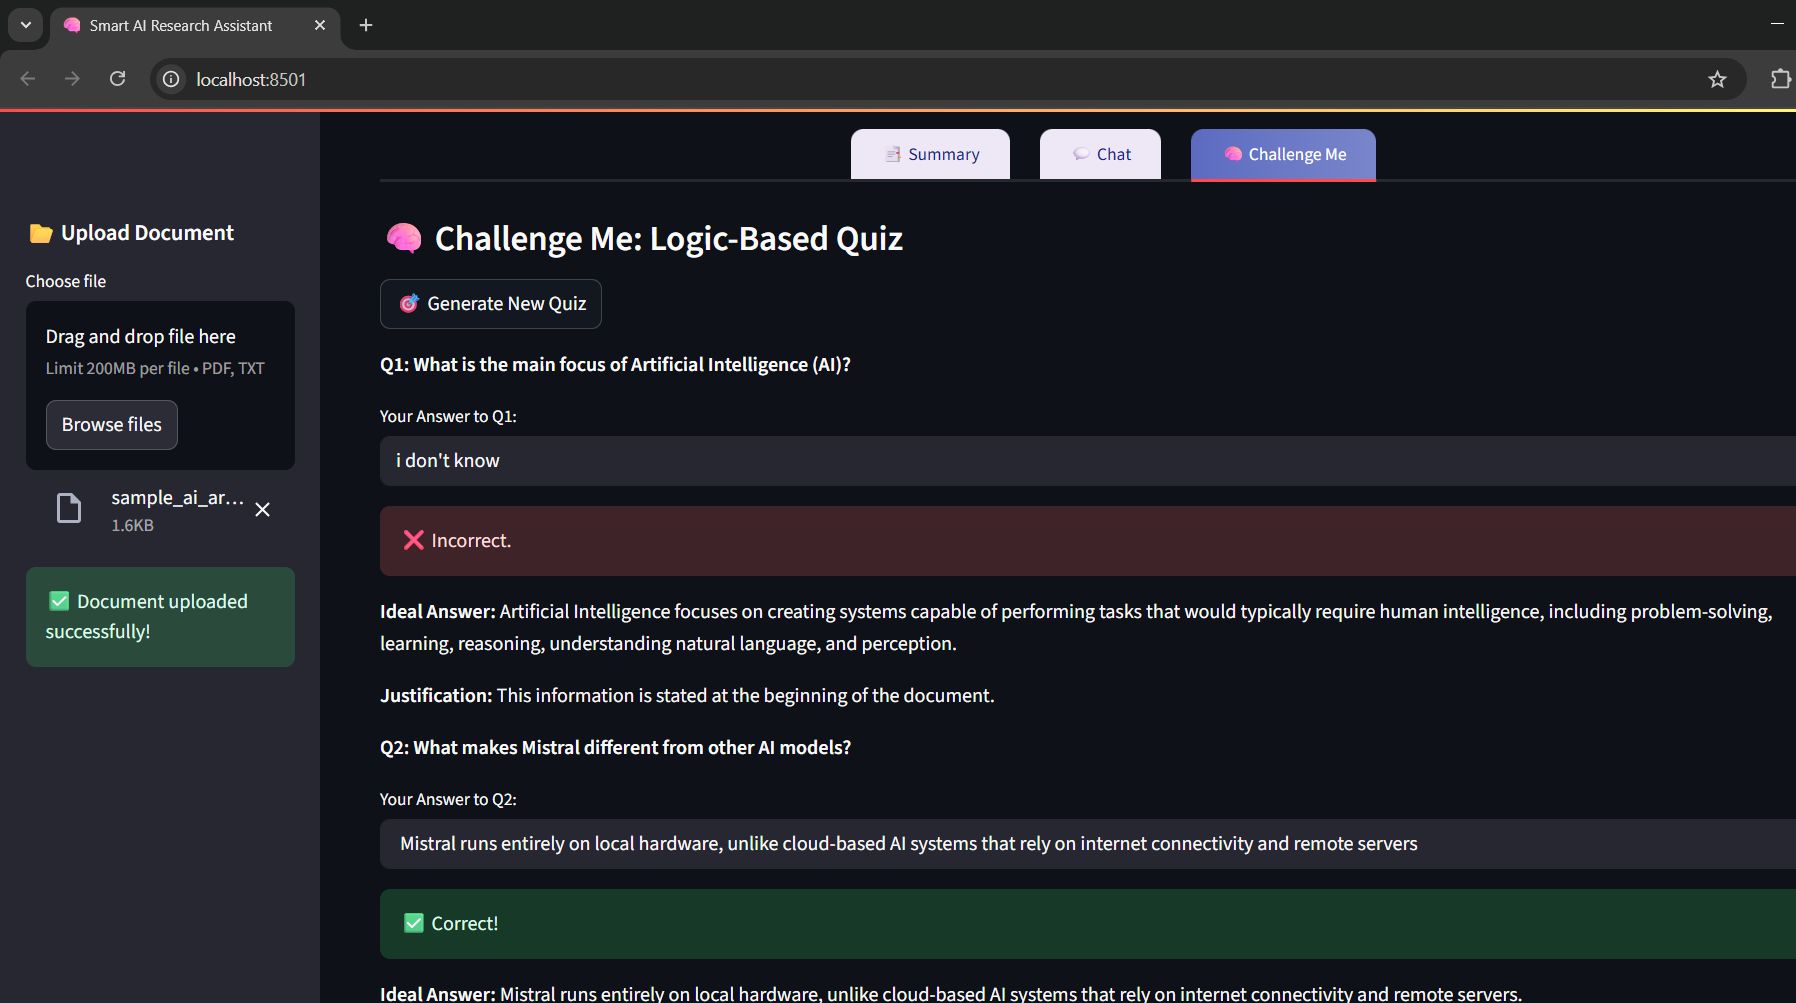 Smart AI Research Assistant
localhost:8501
Summary
Chat
Challenge Me
Upload Document
Choose file
Drag and drop file here
Limit 200MB per file • PDF, TXT
Browse files
sample_ai_ar...
1.6KB
Document uploaded
successfully!
Challenge Me: Logic-Based Quiz
Generate New Quiz
Q1: What is the main focus of Artificial Intelligence (AI)?
Your Answer to Q1:
i don't know
Incorrect.
Ideal Answer: Artificial Intelligence focuses on creating systems capable of performing tasks that would typically require human intelligence, including problem-solving,
learning, reasoning, understanding natural language, and perception.
Justification: This information is stated at the beginning of the document.
Q2: What makes Mistral different from other AI models?
Your Answer to Q2:
Mistral runs entirely on local hardware, unlike cloud-based AI systems that rely on internet connectivity and remote servers
Correct!
Ideal Answer: Mistral runs entirely on local hardware, unlike cloud-based AI systems that rely on internet connectivity and remote servers.